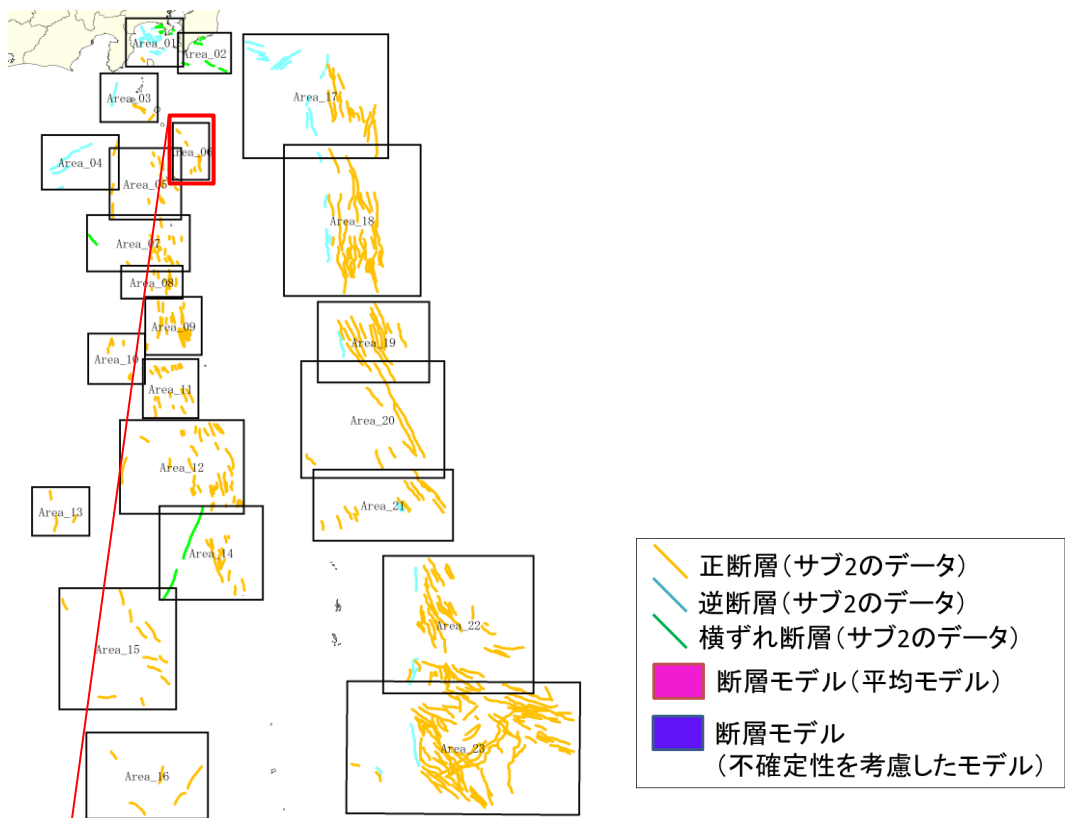 Area_01
Area_02
Area_03
Area_04
Area_05
Area_06
Area_07
Area_08
Area_09
Area_10
Area_11
Area_12
Area_13
Area_14
Area_15
Area_16
Area_17
Area_18
Area_19
Area_20
Area_21
Area_22
Area_23
正断層（サブ2のデータ）
逆断層（サブ2のデータ）
横ずれ断層（サブ2のデータ）
断層モデル（平均モデル）
断層モデル
（不確定性を考慮したモデル）